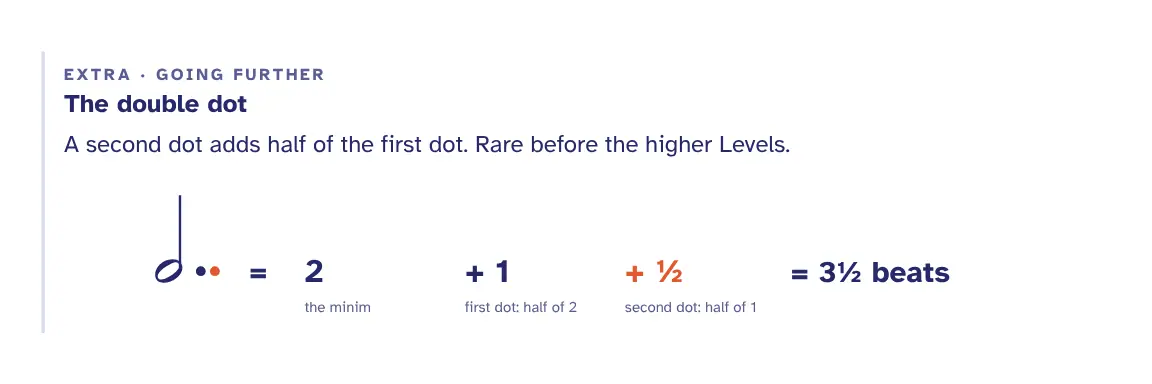 EXTRA · GOING FURTHER
The double dot
A second dot adds half of the first dot. Rare before the higher Levels.
= 2 + 1 + ½ = 3½ beats
the minim first dot: half of 2 second dot: half of 1